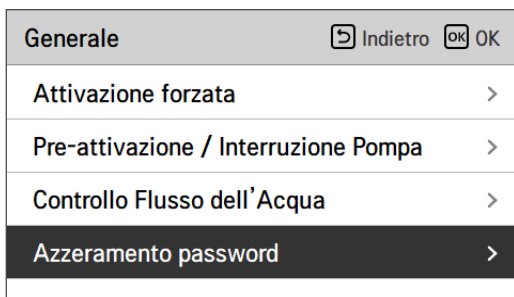 Generale Indietro OK OK
Attivazione forzata
Pre-attivazione / Interruzione Pompa
Controllo Flusso dell'Acqua
Azzeramento password